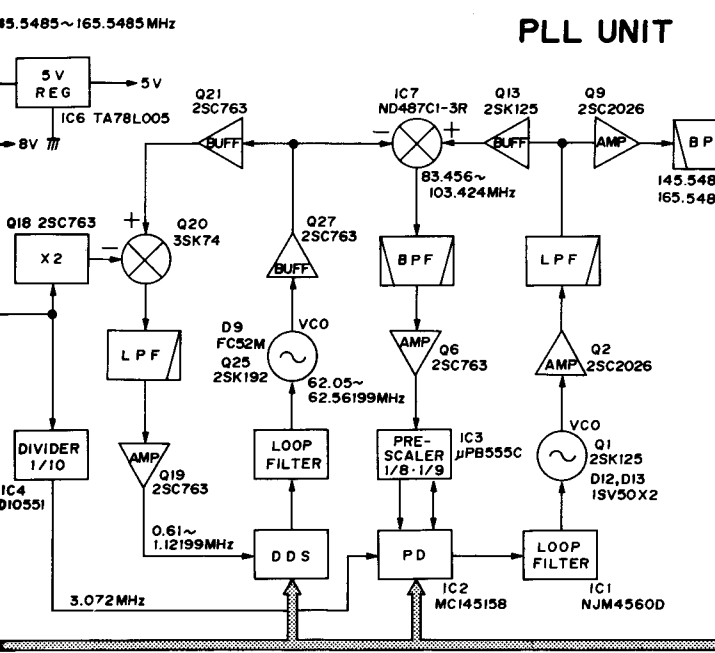 45.5485~165.5485MHz
PLL UNIT
5V
REG
5V
IC6 TA78L005
8V
Q21
2SC763
BUFF
IC7
ND487C1-3R
−
+
Q13
2SK125
BUFF
Q9
2SC2026
AMP
BP
145.548
165.548
83.456~
103.424MHz
Q18 2SC763
X2
+
−
Q20
3SK74
Q27
2SC763
BUFF
BPF
LPF
LPF
D9
FC52M
Q25
2SK192
VCO
62.05~
62.56199MHz
AMP
Q6
2SC763
AMP
Q2
2SC2026
DIVIDER
1/10
IC4
D10551
AMP
Q19
2SC763
LOOP
FILTER
PRE-
SCALER
1/8·1/9
IC3
μPB555C
VCO
Q1
2SK125
D12,D13
1SV50X2
0.61~
1.12199MHz
DDS
PD
LOOP
FILTER
3.072MHz
IC2
MC145158
IC1
NJM4560D